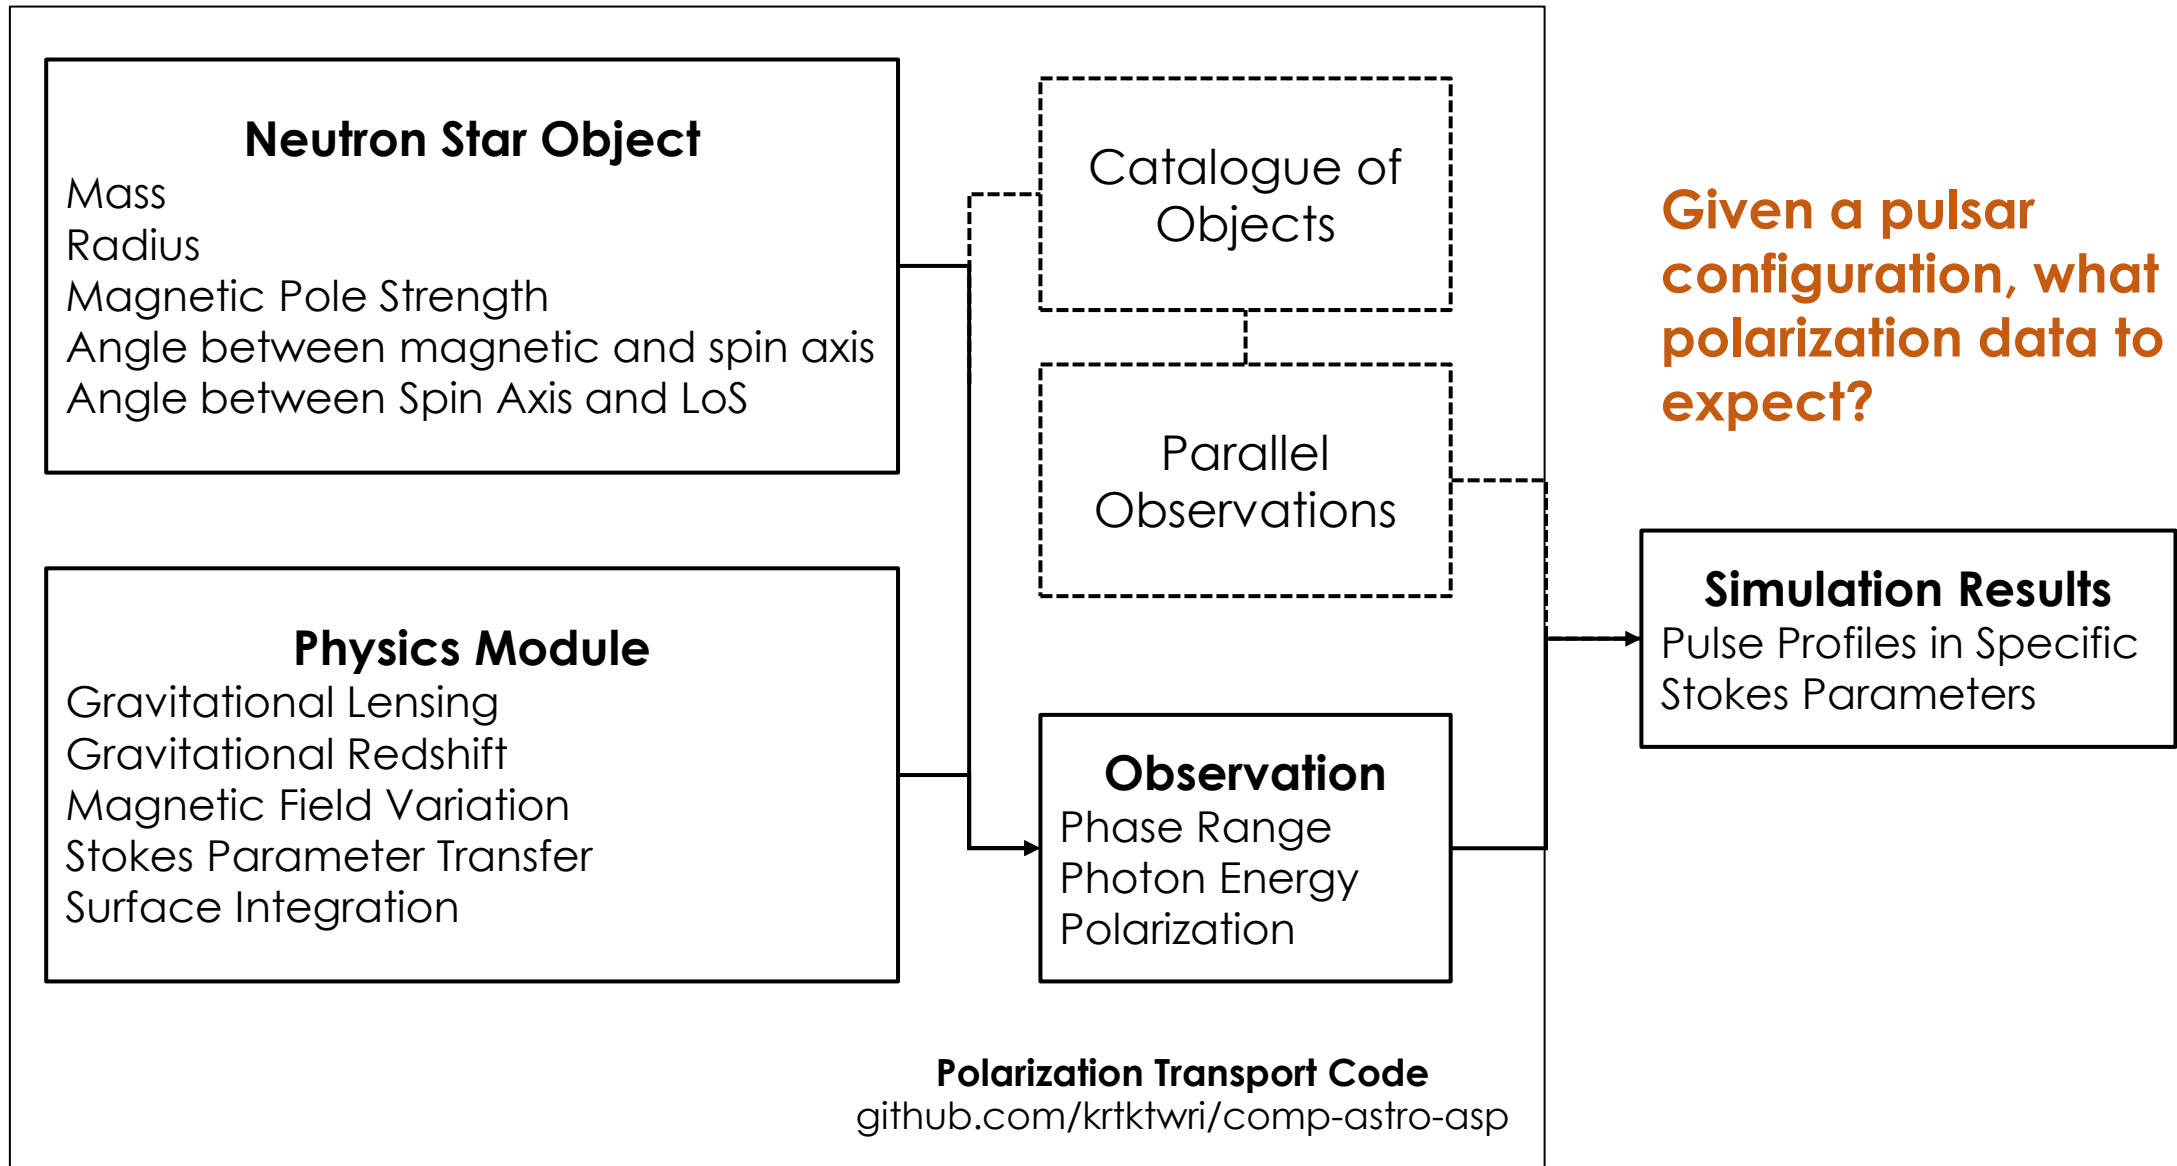 Neutron Star Object
Mass
Radius
Magnetic Pole Strength
Angle between magnetic and spin axis
Angle between Spin Axis and LoS
Physics Module
Gravitational Lensing
Gravitational Redshift
Magnetic Field Variation
Stokes Parameter Transfer
Surface Integration
Catalogue of
Objects
Parallel
Observations
Observation
Phase Range
Photon Energy
Polarization
Polarization Transport Code
github.com/krtktwri/comp-astro-asp
Given a pulsar
configuration, what
polarization data to
expect?
Simulation Results
Pulse Profiles in Specific
Stokes Parameters